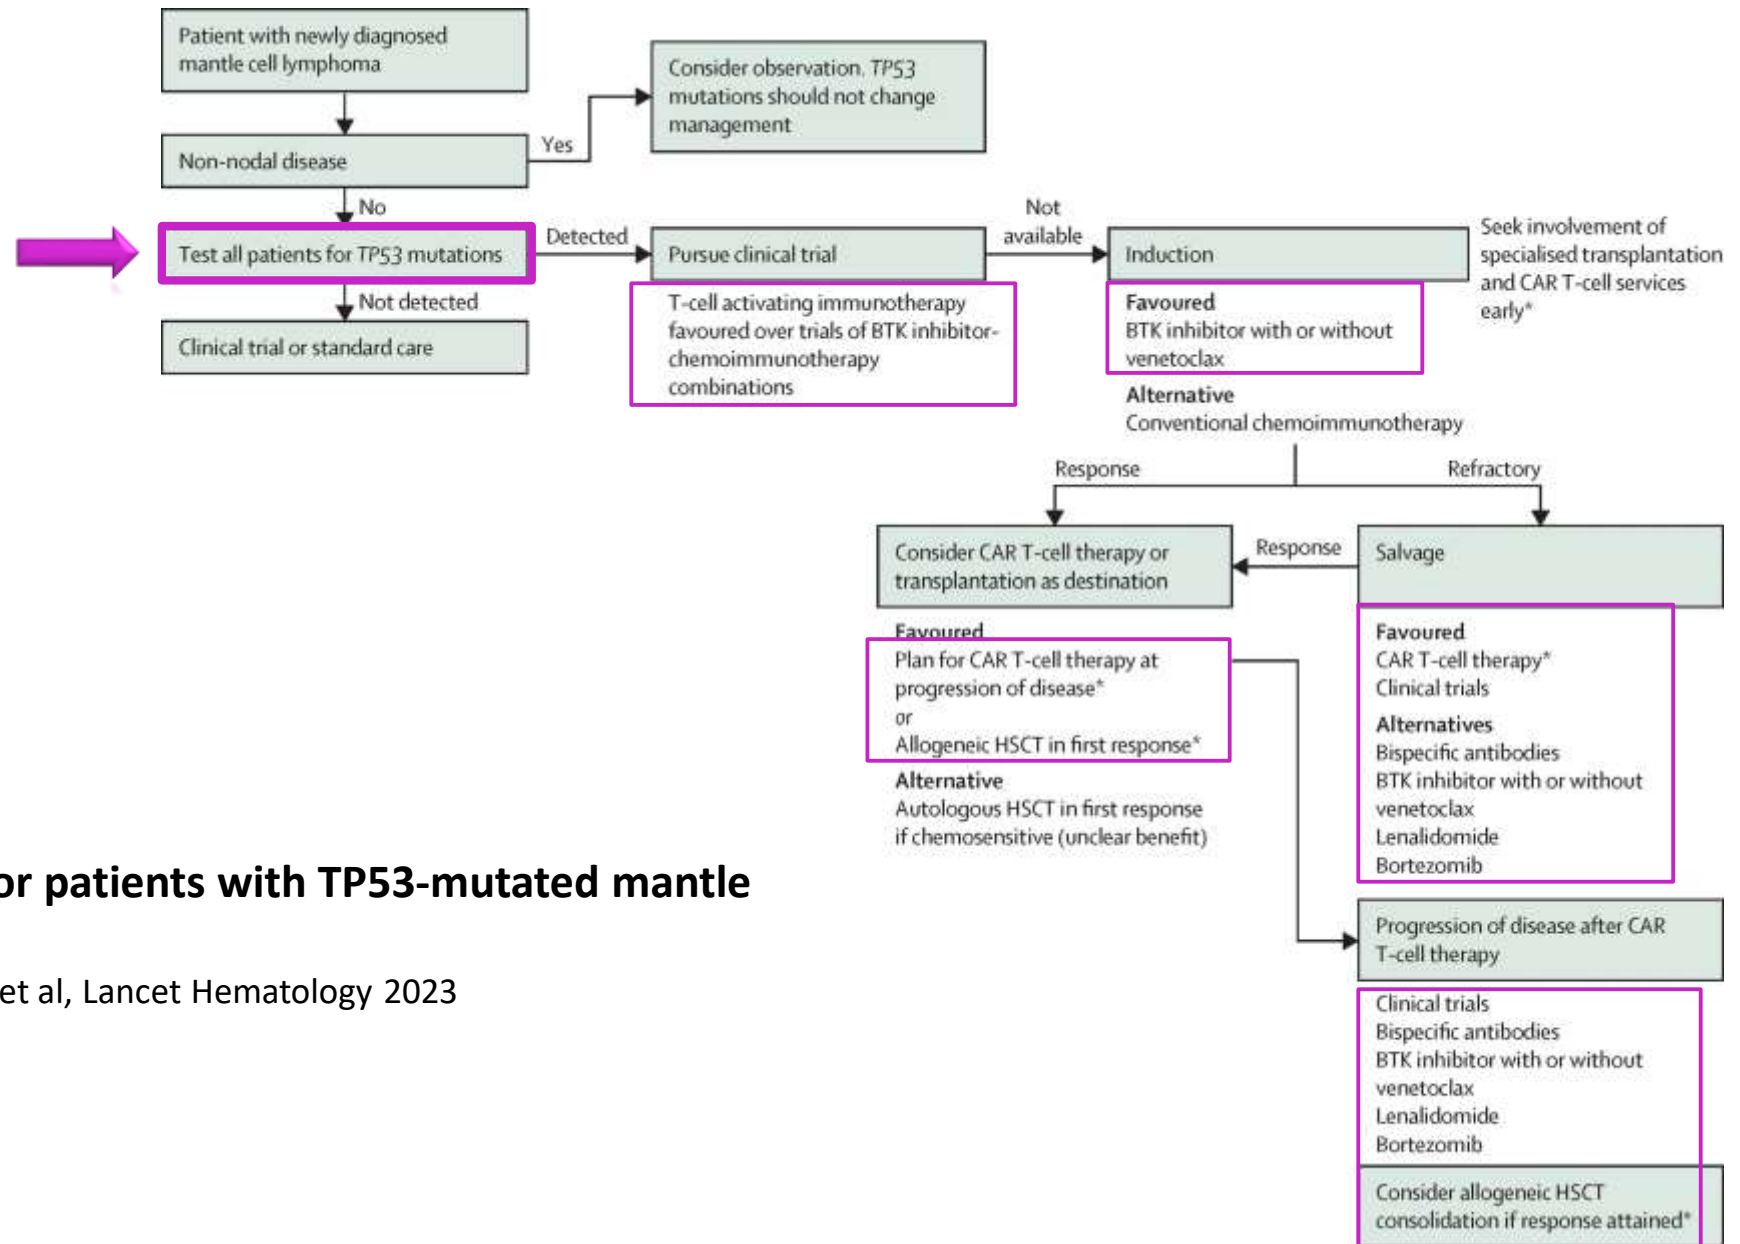 Patient with newly diagnosed
mantle cell lymphoma
Consider observation. TP53
mutations should not change
management
Non-nodal disease
Yes
No
Test all patients for TP53 mutations
Detected
Pursue clinical trial
Not
available
Induction
Seek involvement of
specialised transplantation
and CAR T-cell services
early*
Not detected
Clinical trial or standard care
T-cell activating immunotherapy
favoured over trials of BTK inhibitor-
chemoimmunotherapy
combinations
Favoured
BTK inhibitor with or without
venetoclax
Alternative
Conventional chemoimmunotherapy
Response
Refractory
Consider CAR T-cell therapy or
transplantation as destination
Response
Salvage
Favoured
Plan for CAR T-cell therapy at
progression of disease*
or
Allogeneic HSCT in first response*
Alternative
Autologous HSCT in first response
if chemosensitive (unclear benefit)
Favoured
CAR T-cell therapy*
Clinical trials
Alternatives
Bispecific antibodies
BTK inhibitor with or without
venetoclax
Lenalidomide
Bortezomib
or patients with TP53-mutated mantle
et al, Lancet Hematology 2023
Progression of disease after CAR
T-cell therapy
Clinical trials
Bispecific antibodies
BTK inhibitor with or without
venetoclax
Lenalidomide
Bortezomib
Consider allogeneic HSCT
consolidation if response attained*